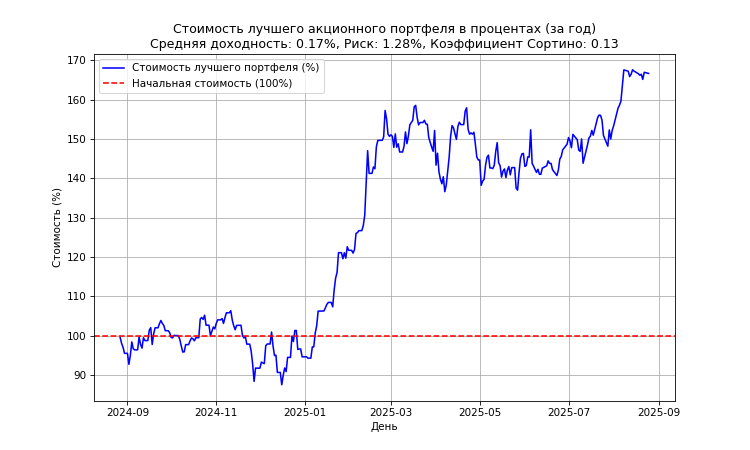 Стоимость лучшего акционного портфеля в процентах (за год)
Средняя доходность: 0.17%, Риск: 1.28%, Коэффициент Сортино: 0.13
Стоимость лучшего портфеля (%)
Начальная стоимость (100%)
Стоимость (%)
170
160
150
140
130
120
110
100
90
2024-09
2024-11
2025-01
2025-03
2025-05
2025-07
2025-09
День